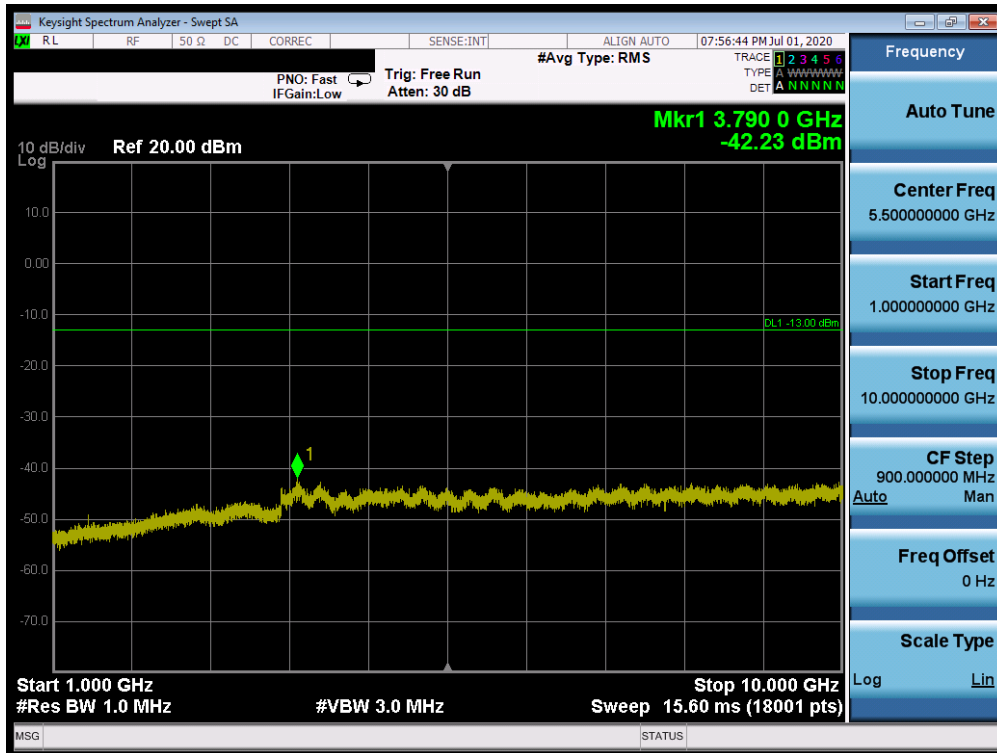 Keysight Spectrum Analyzer - Swept SA
LXI RL RF 50 Ω DC CORREC SENSE:INT ALIGN AUTO 07:56:44 PM Jul 01, 2020
#Avg Type: RMS
TRACE 1 2 3 4 5 6
TYPE A WWWWW
DET A N N N N N
PNO: Fast
IFGain:Low
Trig: Free Run
Atten: 30 dB
Mkr1 3.790 0 GHz
-42.23 dBm
10 dB/div
Log
Ref 20.00 dBm
10.0
0.00
-10.0
DL1 -13.00 dBm
-20.0
-30.0
-40.0
1
-50.0
-60.0
-70.0
Start 1.000 GHz
Stop 10.000 GHz
#Res BW 1.0 MHz
#VBW 3.0 MHz
Sweep 15.60 ms (18001 pts)
MSG
STATUS
Frequency
Auto Tune
Center Freq
5.500000000 GHz
Start Freq
1.000000000 GHz
Stop Freq
10.000000000 GHz
CF Step
900.000000 MHz
Auto Man
Freq Offset
0 Hz
Scale Type
Log Lin